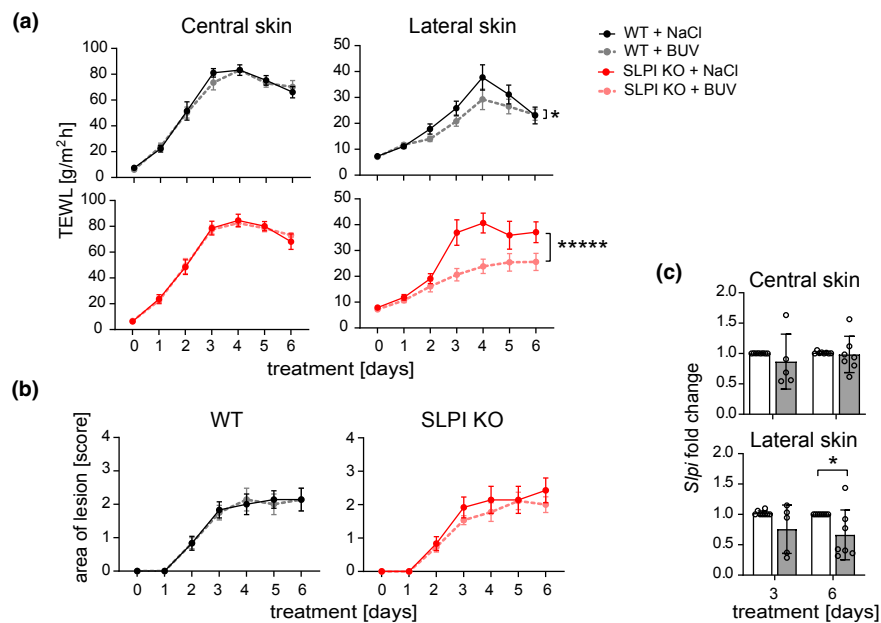 (a)
Central skin
Lateral skin
WT + NaCl
WT + BUV
SLPI KO + NaCl
SLPI KO + BUV
TEWL [g/m²h]
100
80
60
40
20
0
50
40
30
20
10
0
*
100
80
60
40
20
0
50
40
30
20
10
0
*****
0 1 2 3 4 5 6
0 1 2 3 4 5 6
treatment [days]
(b)
WT
SLPI KO
area of lesion [score]
4
3
2
1
0
4
3
2
1
0
0 1 2 3 4 5 6
0 1 2 3 4 5 6
treatment [days]
(c)
Central skin
Slpi fold change
2.0
1.5
1.0
0.5
0.0
Lateral skin
2.0
1.5
1.0
0.5
0.0
*
3 6
treatment [days]